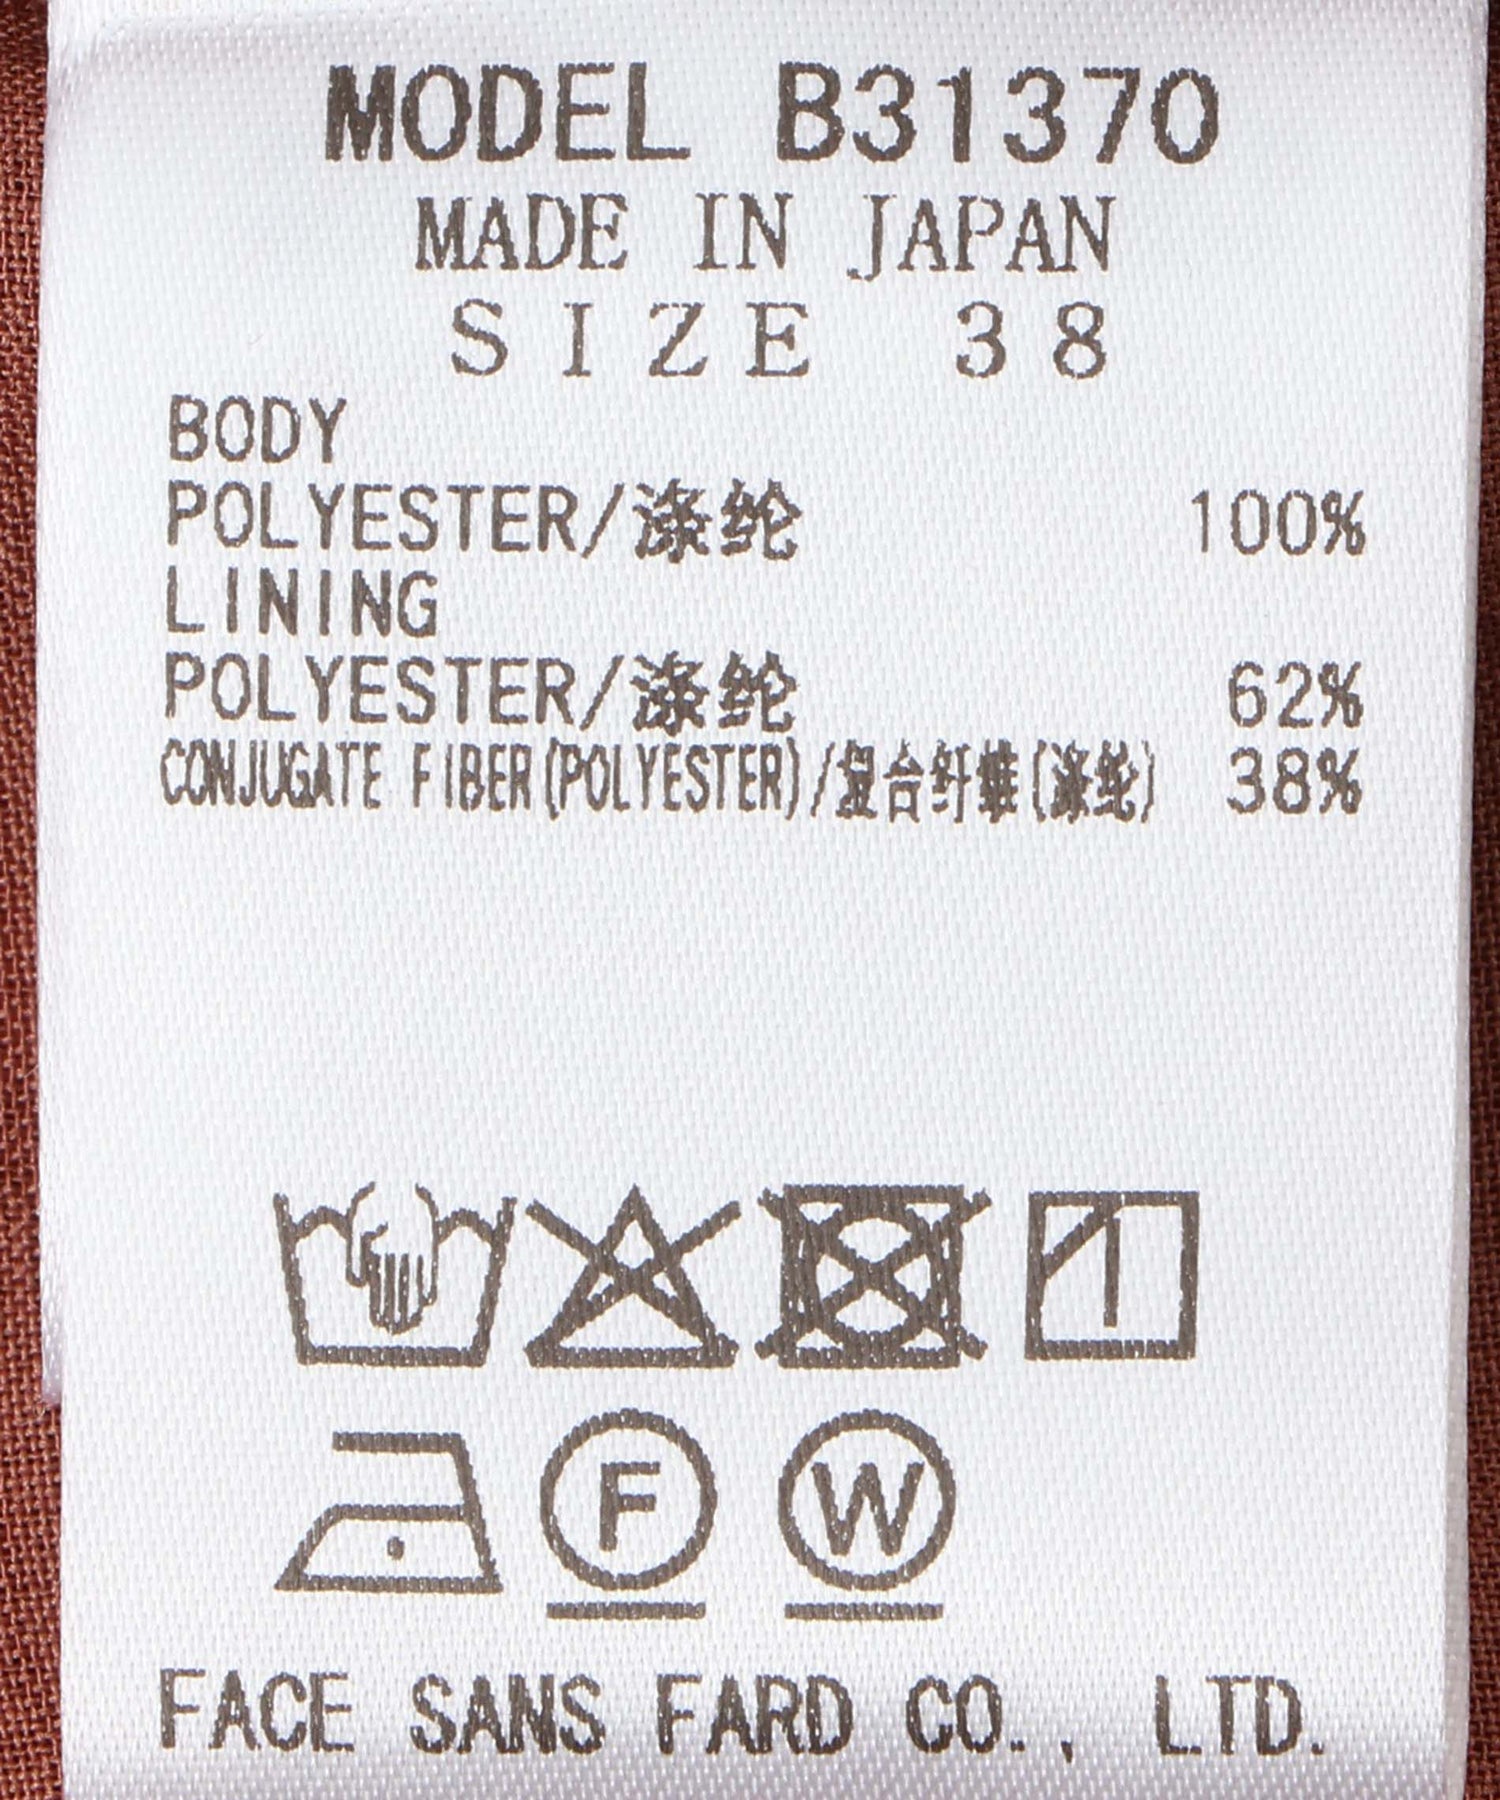 MODEL B31370
MADE IN JAPAN
SIZE 38
BODY
POLYESTER/涤纶 100%
LINING
POLYESTER/涤纶 62%
CONJUGATE FIBER(POLYESTER)/复合纤维(涤纶) 38%
F W
FACE SANS FARD CO., LTD.